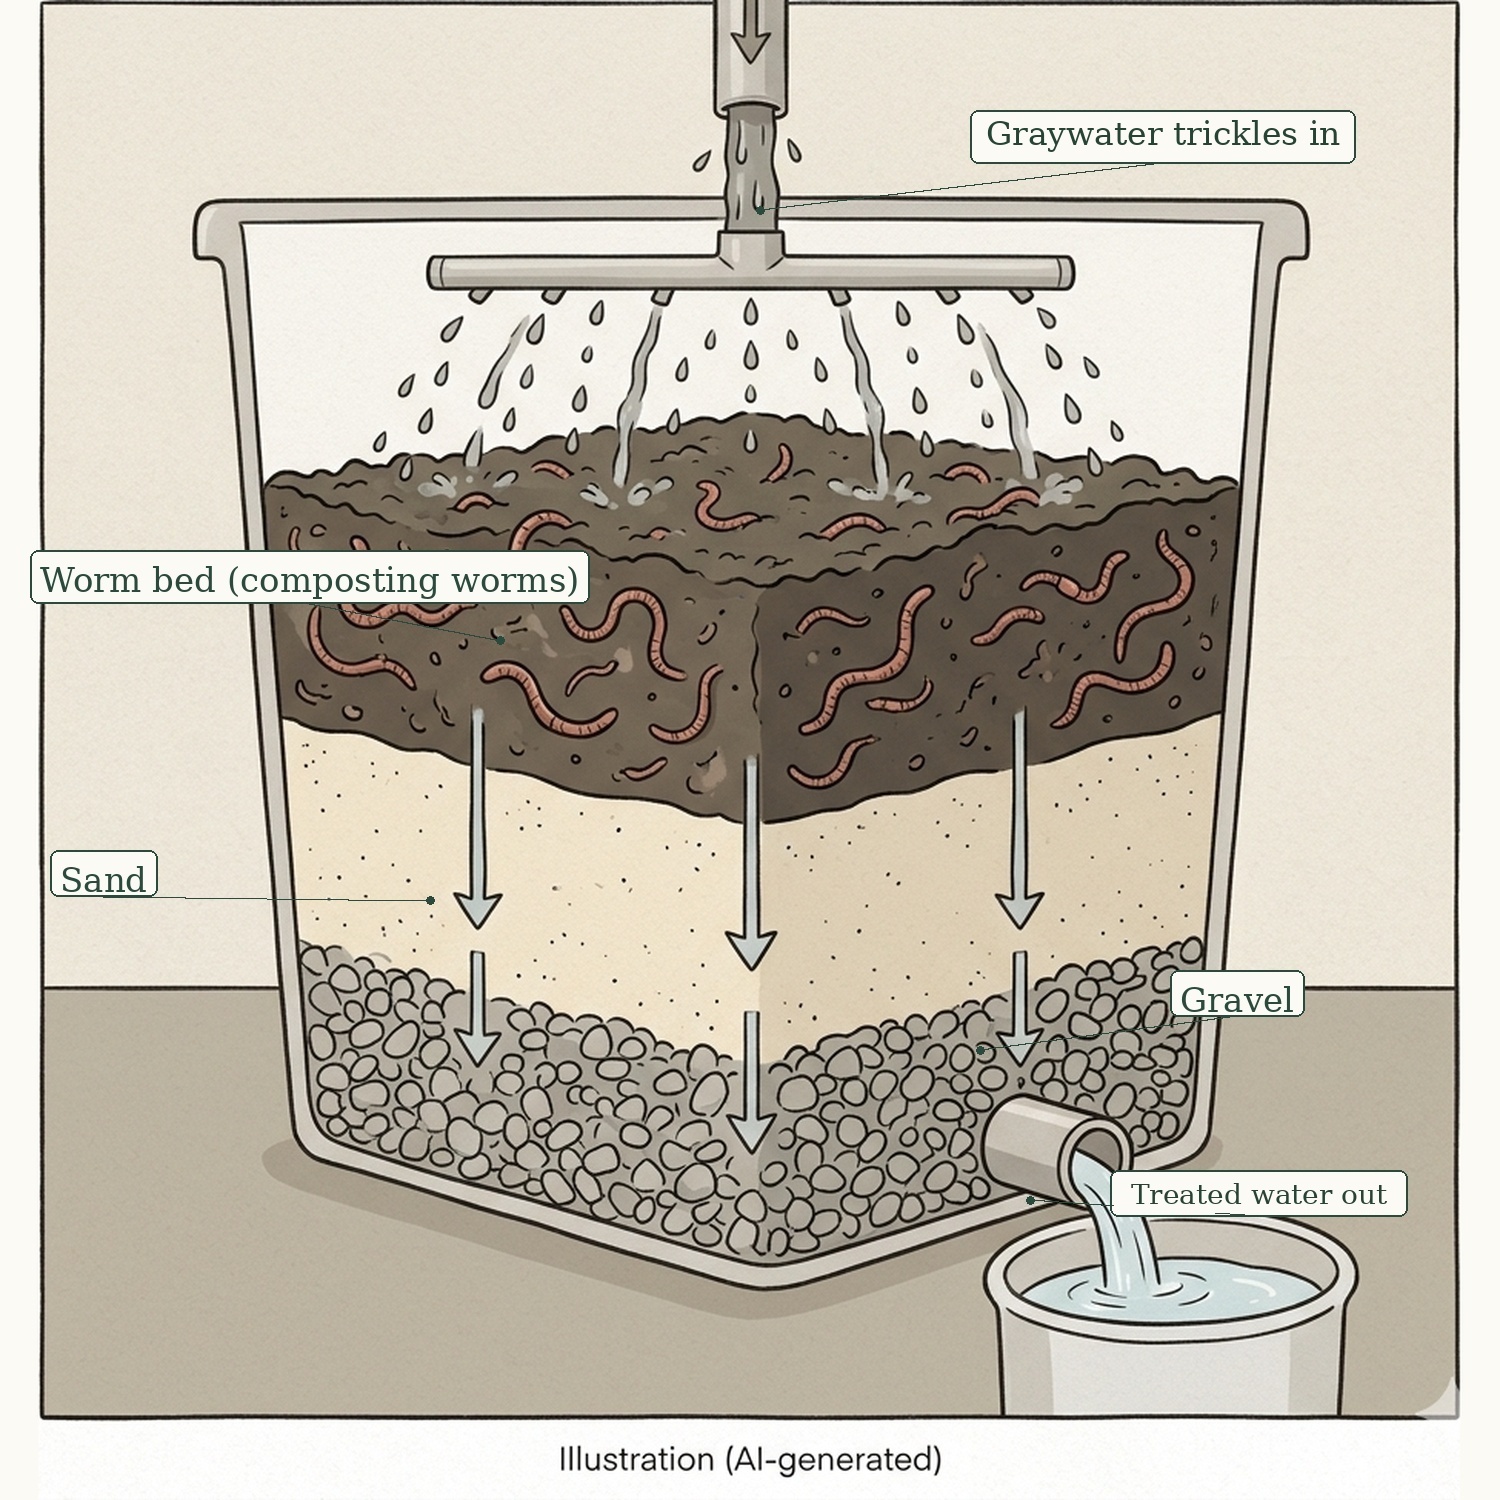 Graywater trickles in
Worm bed (composting worms)
Sand
Gravel
Treated water out
Illustration (AI-generated)